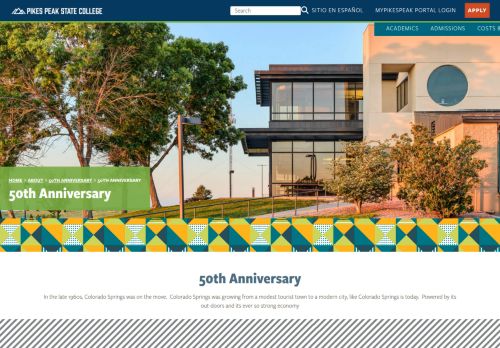 PIKES PEAK STATE COLLEGE
Search
SITIO EN ESPAÑOL
MYPIKESPEAK PORTAL LOGIN
APPLY
ACADEMICS
ADMISSIONS
COSTS &
HOME > ABOUT > 50TH ANNIVERSARY > 50TH ANNIVERSARY
50th Anniversary
50th Anniversary
In the late 1960s, Colorado Springs was on the move. Colorado Springs was growing from a modest tourist town to a modern city, like Colorado Springs is today. Powered by its
out-doors and its ever so strong economy